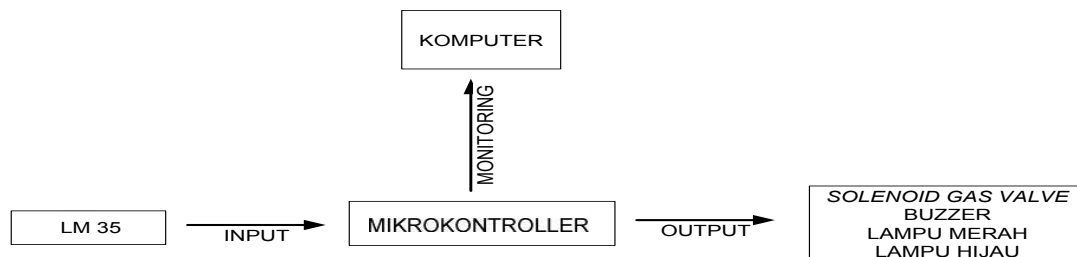 KOMPUTER
MONITORING
LM 35
INPUT
MIKROKONTROLLER
OUTPUT
SOLENOID GAS VALVE
BUZZER
LAMPU MERAH
LAMPU HIJAU